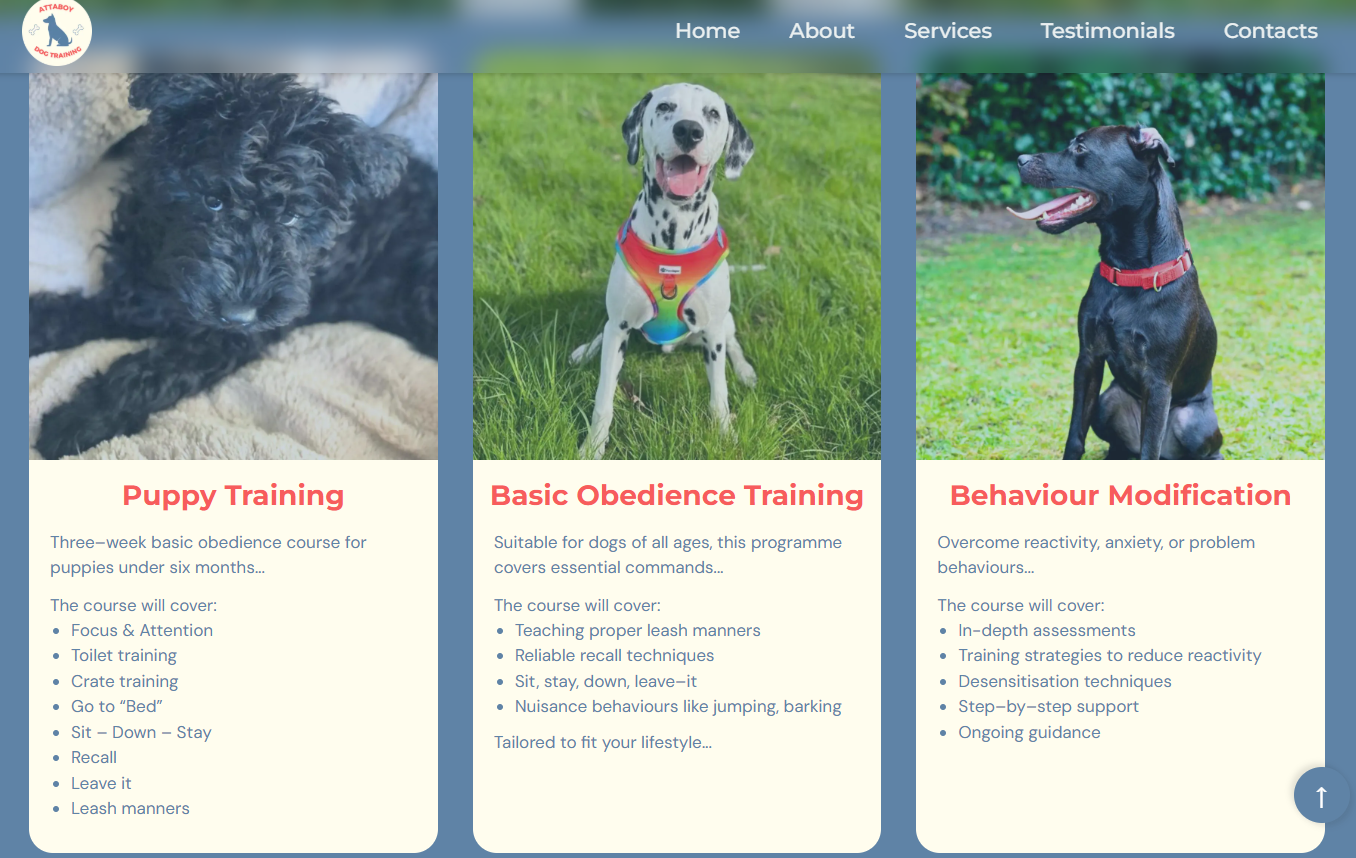 ATTABOY
DOG TRAINING
Home About Services Testimonials Contacts
Puppy Training
Three–week basic obedience course for
puppies under six months...
The course will cover:
• Focus & Attention
• Toilet training
• Crate training
• Go to “Bed”
• Sit – Down – Stay
• Recall
• Leave it
• Leash manners
Basic Obedience Training
Suitable for dogs of all ages, this programme
covers essential commands...
The course will cover:
• Teaching proper leash manners
• Reliable recall techniques
• Sit, stay, down, leave–it
• Nuisance behaviours like jumping, barking
Tailored to fit your lifestyle...
Behaviour Modification
Overcome reactivity, anxiety, or problem
behaviours...
The course will cover:
• In-depth assessments
• Training strategies to reduce reactivity
• Desensitisation techniques
• Step–by–step support
• Ongoing guidance
↑